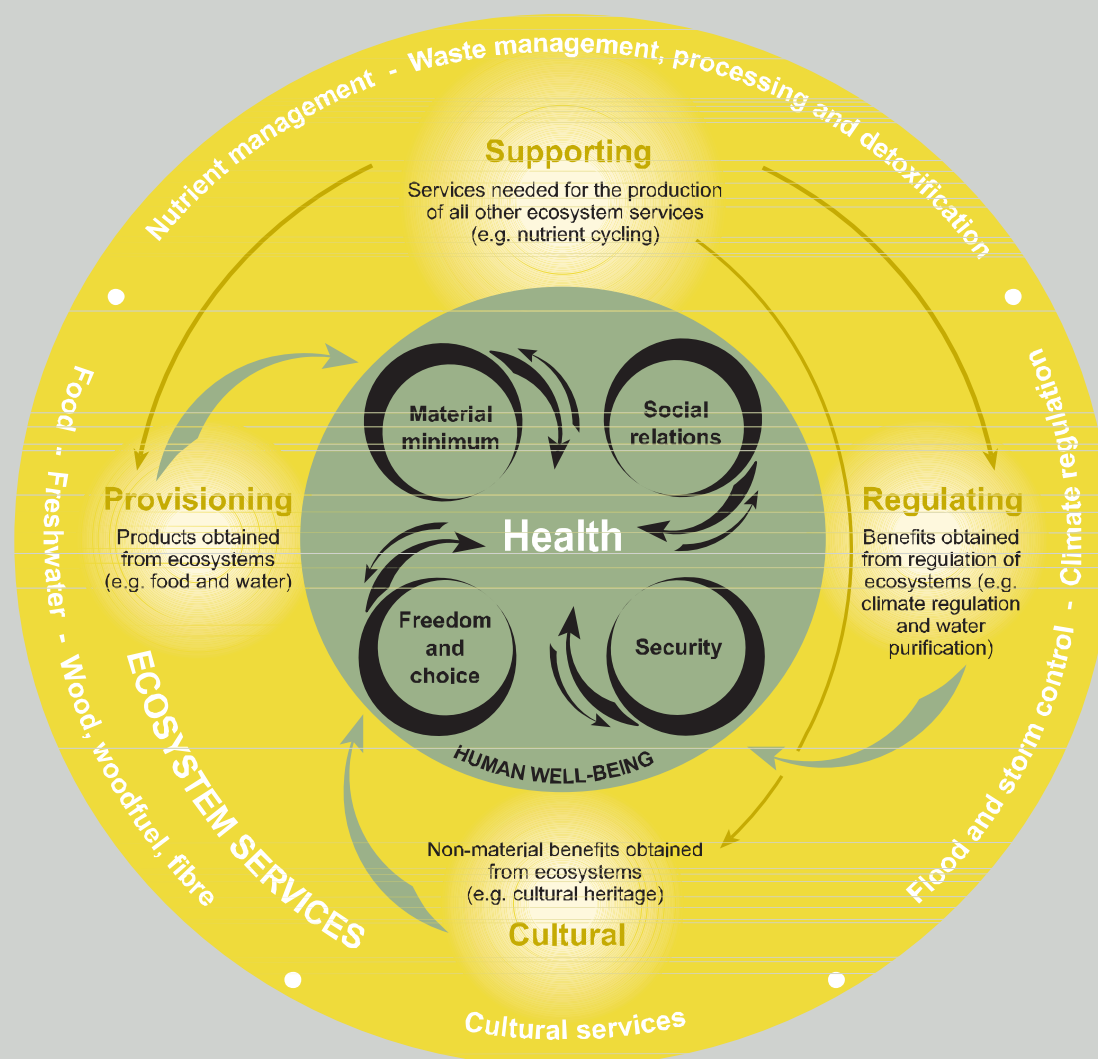 Nutrient management - Waste management, processing and detoxification
Supporting
Services needed for the production
of all other ecosystem services
(e.g. nutrient cycling)
Food - Freshwater - Wood, woodfuel, fibre
Provisioning
Products obtained
from ecosystems
(e.g. food and water)
Material
minimum
Social
relations
Health
Freedom
and
choice
Security
HUMAN WELL-BEING
Regulating
Benefits obtained
from regulation of
ecosystems (e.g.
climate regulation
and water
purification)
Flood and storm control - Climate regulation
ECOSYSTEM SERVICES
Non-material benefits obtained
from ecosystems
(e.g. cultural heritage)
Cultural
Cultural services